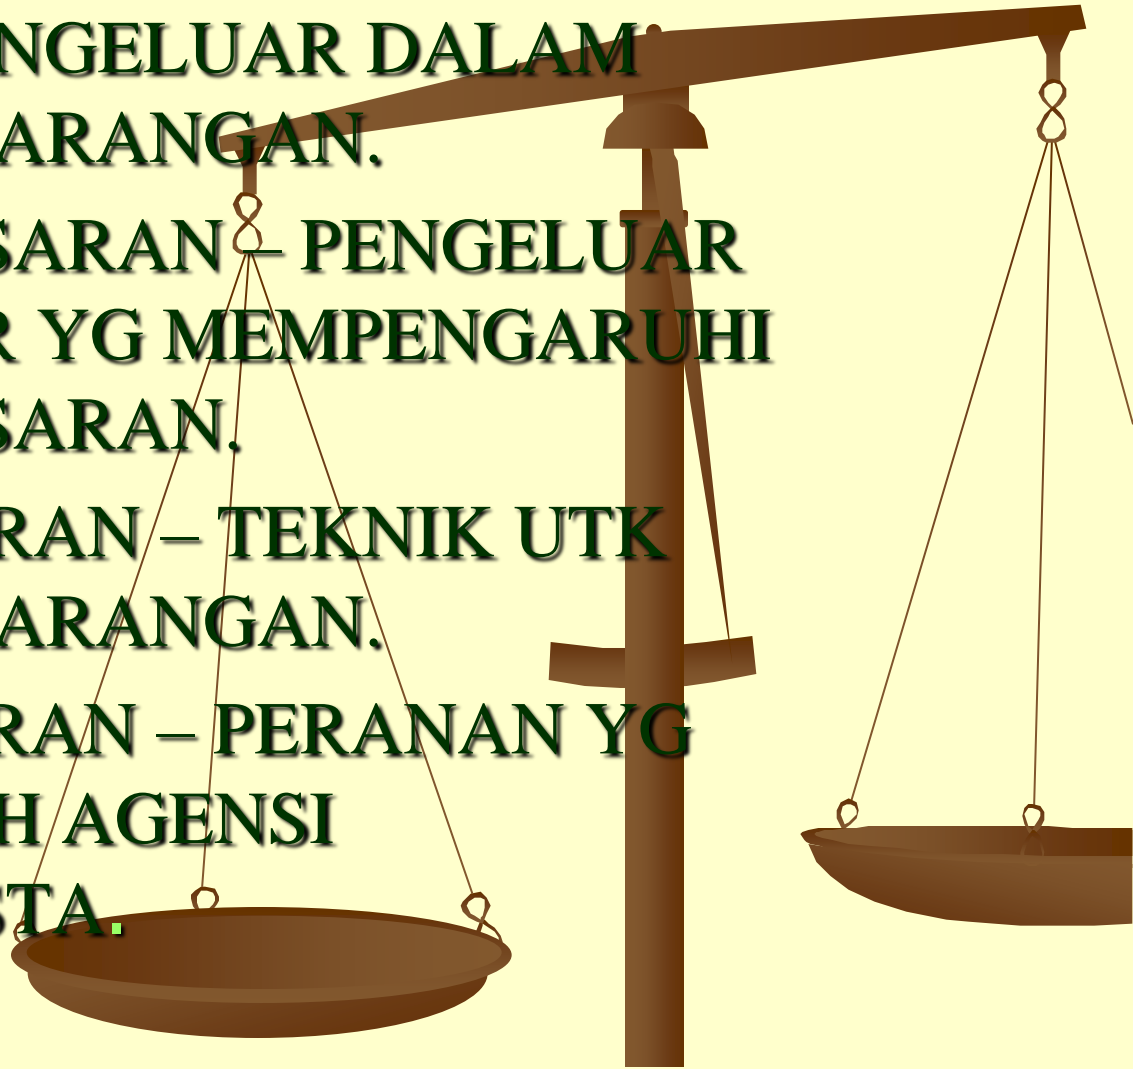 NGELUAR DALAM
ARANGAN.
SARAN – PENGELUAR
R YG MEMPENGARUHI
SARAN.
RAN – TEKNIK UTK
ARANGAN.
RAN – PERANAN YG
H AGENSI
STA.